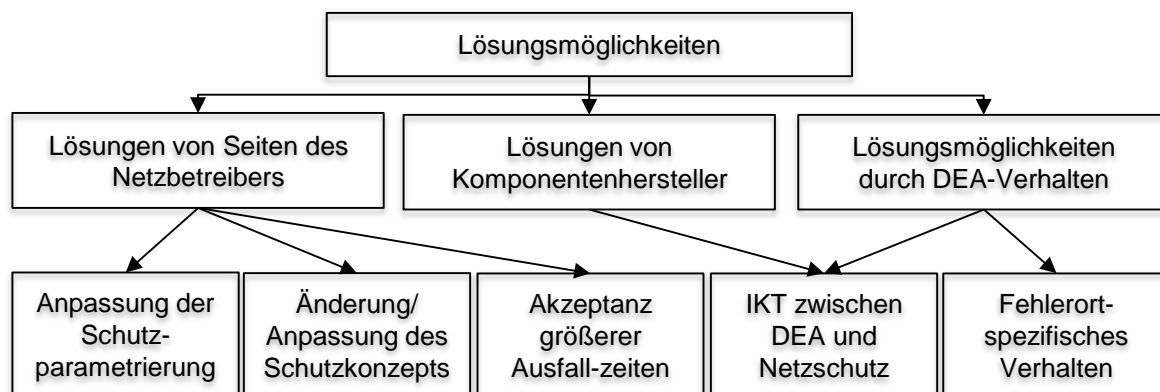 Lösungsmöglichkeiten
Lösungen von Seiten des
Netzbetreibers
Lösungen von
Komponentenhersteller
Lösungsmöglichkeiten
durch DEA-Verhalten
Anpassung der
Schutz-
parametrierung
Änderung/
Anpassung des
Schutzkonzepts
Akzeptanz
größerer
Ausfall-zeiten
IKT zwischen
DEA und
Netzschutz
Fehlerort-
spezifisches
Verhalten